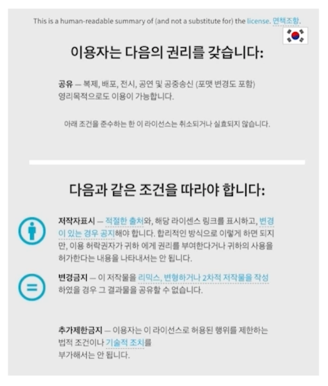 This is a human-readable summary of (and not a substitute for) the license. 면책조항.
이용자는 다음의 권리를 갖습니다:
공유 — 복제, 배포, 전시, 공연 및 공중송신 (포맷 변경도 포함)
영리목적으로도 이용이 가능합니다.
아래 조건을 준수하는 한 이 라이선스는 취소되거나 실효되지 않습니다.
다음과 같은 조건을 따라야 합니다:
저작자표시 — 적절한 출처와, 해당 라이센스 링크를 표시하고, 변경
이 있는 경우 공지해야 합니다. 합리적인 방식으로 이렇게 하면 되지
만, 이용 허락권자가 귀하 에게 권리를 부여한다거나 귀하의 사용을
허가한다는 내용을 나타내서는 안 됩니다.
변경금지 — 이 저작물을 리믹스, 변형하거나 2차적 저작물을 작성
하였을 경우 그 결과물을 공유할 수 없습니다.
추가제한금지 — 이용자는 이 라이선스로 허용된 행위를 제한하는
법적 조건이나 기술적 조치를
부가해서는 안 됩니다.